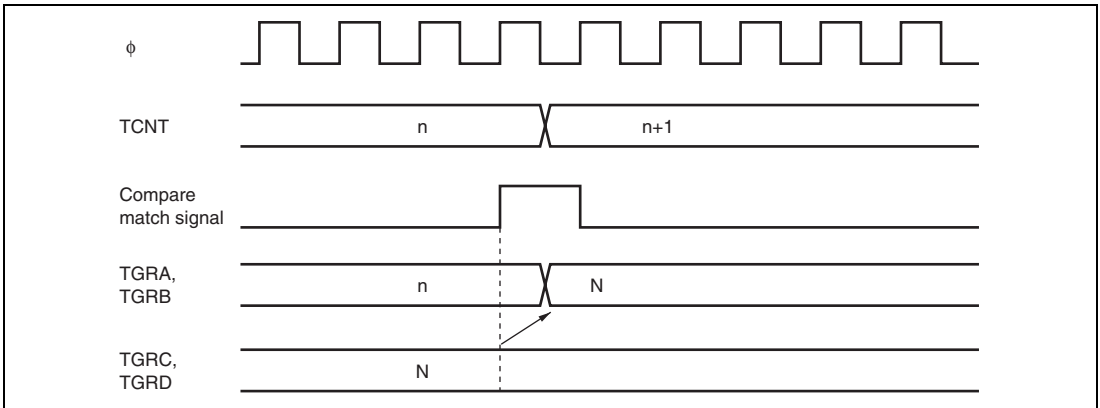 ϕ
TCNT
n
n+1
Compare
match signal
TGRA,
TGRB
n
N
TGRC,
TGRD
N